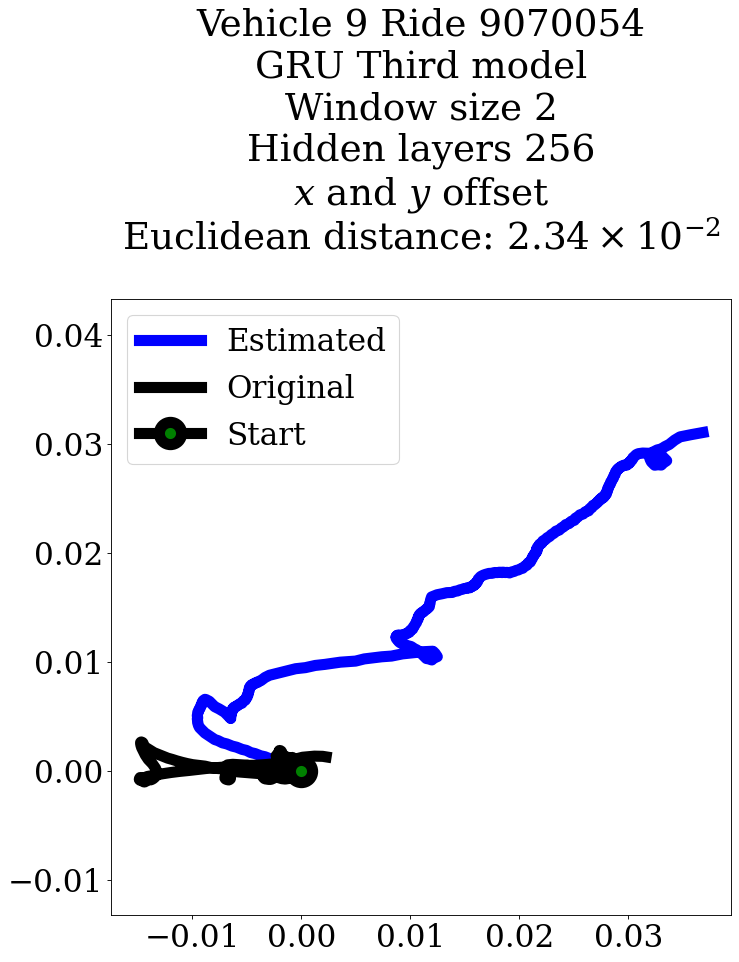 Vehicle 9 Ride 9070054
GRU Third model
Window size 2
Hidden layers 256
x and y offset
Euclidean distance: 2.34 × 10⁻²
Estimated
Original
Start
0.04
0.03
0.02
0.01
0.00
−0.01
−0.01 0.00 0.01 0.02 0.03